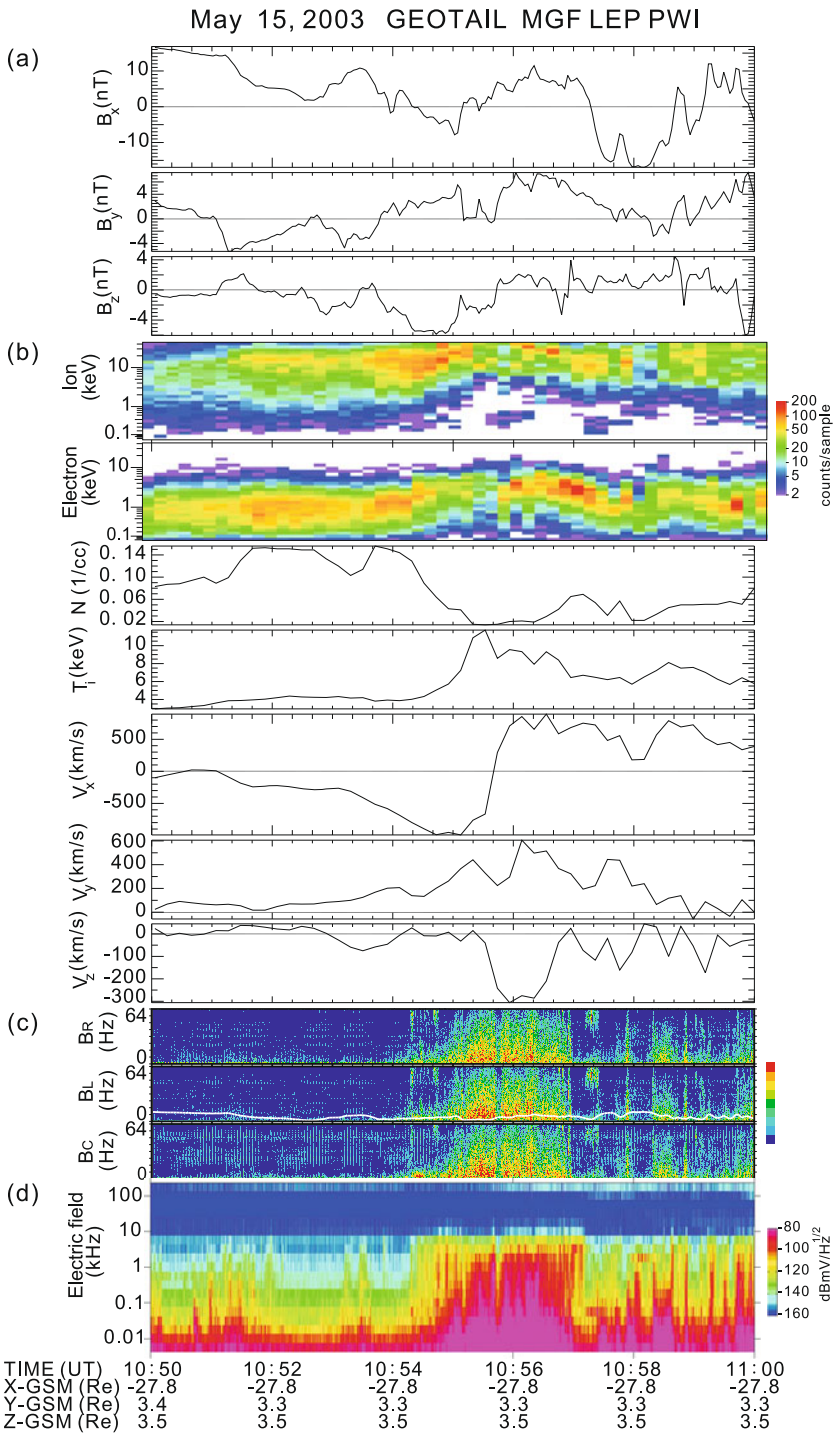 May 15, 2003 GEOTAIL MGF LEP PWI
(a)
Bx(nT)
10
0
-10
By(nT)
4
0
-4
Bz(nT)
4
0
-4
(b)
Ion (keV)
10
1
0.1
Electron (keV)
10
1
0.1
200
100
50
20
10
5
2
counts/sample
N (1/cc)
0.14
0.10
0.06
0.02
Ti(keV)
10
8
6
4
Vx(km/s)
500
0
-500
Vy(km/s)
600
400
200
0
Vz(km/s)
0
-100
-200
-300
(c)
BR (Hz)
64
0
BL (Hz)
64
0
BC (Hz)
64
0
(d)
Electric field (kHz)
100
10
1
0.1
0.01
-80
-100
-120
-140
-160
dBmV/Hz1/2
TIME (UT) 10:50 10:52 10:54 10:56 10:58 11:00
X-GSM (Re) -27.8 -27.8 -27.8 -27.8 -27.8 -27.8
Y-GSM (Re) 3.4 3.3 3.3 3.3 3.3 3.3
Z-GSM (Re) 3.5 3.5 3.5 3.5 3.5 3.5